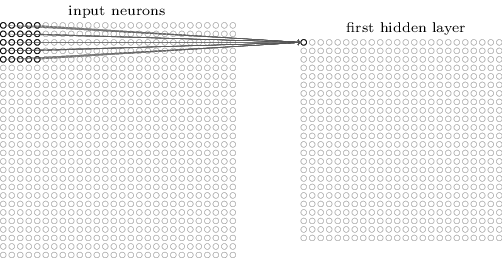 input neurons
first hidden layer